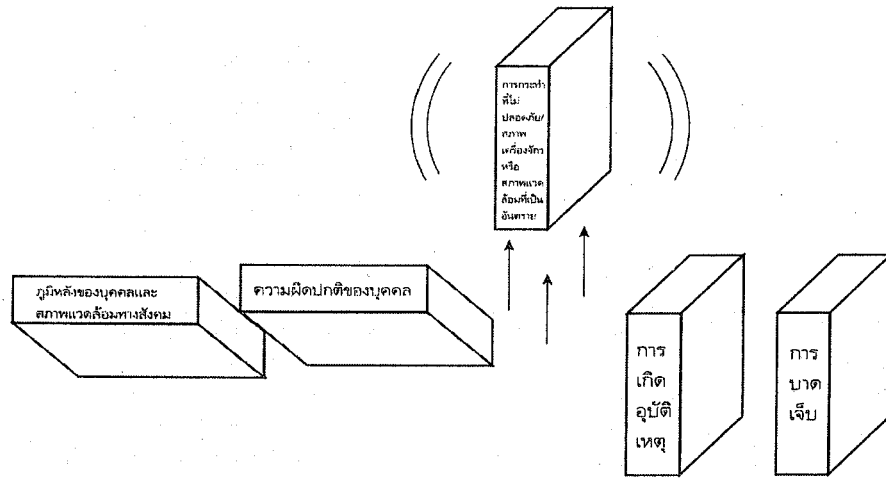 การกระทำ
ที่ไม่
ปลอดภัย/
สภาพ
เครื่องจักร
หรือ
สภาพแวด
ล้อมที่เป็น
อันตราย
ภูมิหลังของบุคคลและ
สภาพแวดล้อมทางสังคม
ความผิดปกติของบุคคล
การ
เกิด
อุบัติ
เหตุ
การ
บาด
เจ็บ